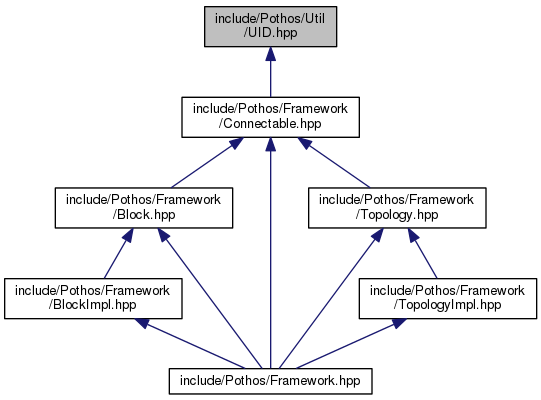 include/Pothos/Util
/UID.hpp
include/Pothos/Framework
/Connectable.hpp
include/Pothos/Framework
/Block.hpp
include/Pothos/Framework
/Topology.hpp
include/Pothos/Framework
/BlockImpl.hpp
include/Pothos/Framework
/TopologyImpl.hpp
include/Pothos/Framework.hpp